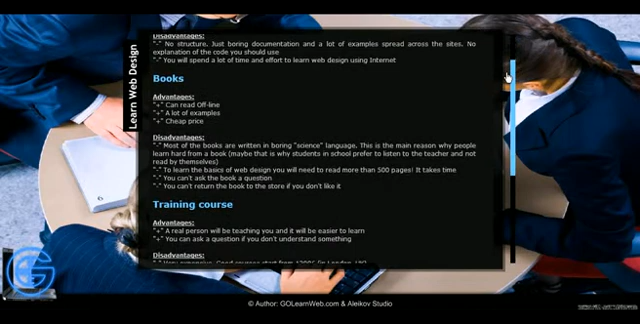 Disadvantages:
"-" No structure. Just boring documentation and a lot of examples spread across the sites. No
explanation of the code you should use
"-" You will spend a lot of time and effort to learn web design using Internet
Learn Web Design
Books
Advantages:
"+" Can read Off-line
"+" A lot of examples
"+" Cheap price
Disadvantages:
"-" Most of the books are written in boring "science" language. This is the main reason why people
learn hard from a book (maybe that is why students in school prefer to listen to the teacher and not
read by themselves)
"-" To learn the basics of web design you will need to read more than 500 pages! It takes time
"-" You can't ask the book a question
"-" You can't return the book to the store if you don't like it
Training course
Advantages:
"+" A real person will be teaching you and it will be easier to learn
"+" You can ask a question if you don't understand something
Disadvantages:
© Author: GOLearnWeb.com & Aleikov Studio